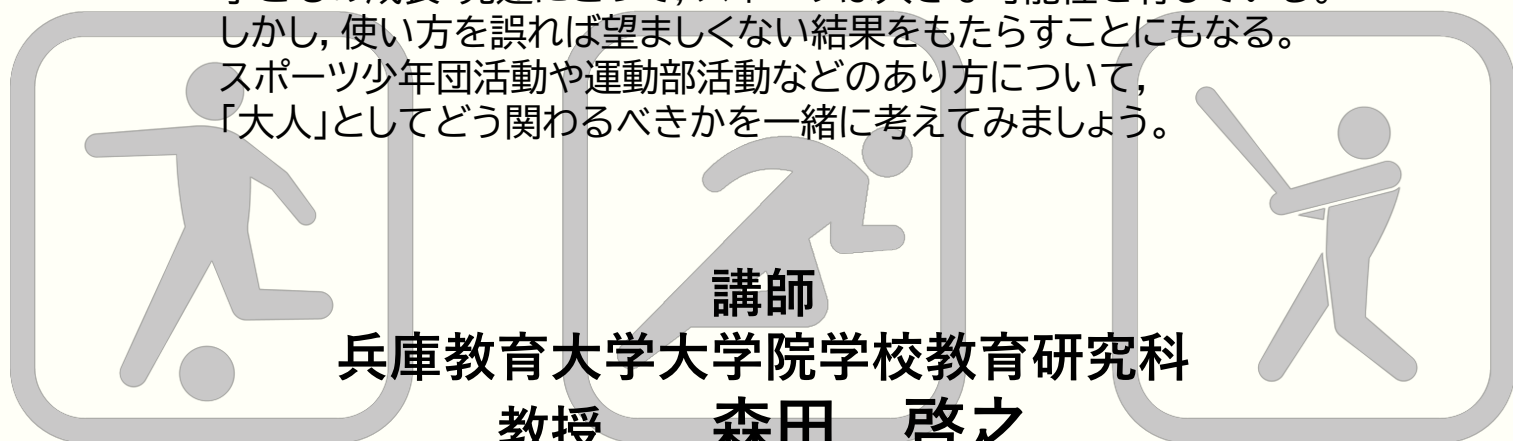 しかし，使い方を誤れば望ましくない結果をもたらすことにもなる。
スポーツ少年団活動や運動部活動などのあり方について，
「大人」としてどう関わるべきかを一緒に考えてみましょう。
講師
兵庫教育大学大学院学校教育研究科
教授　森田　啓之